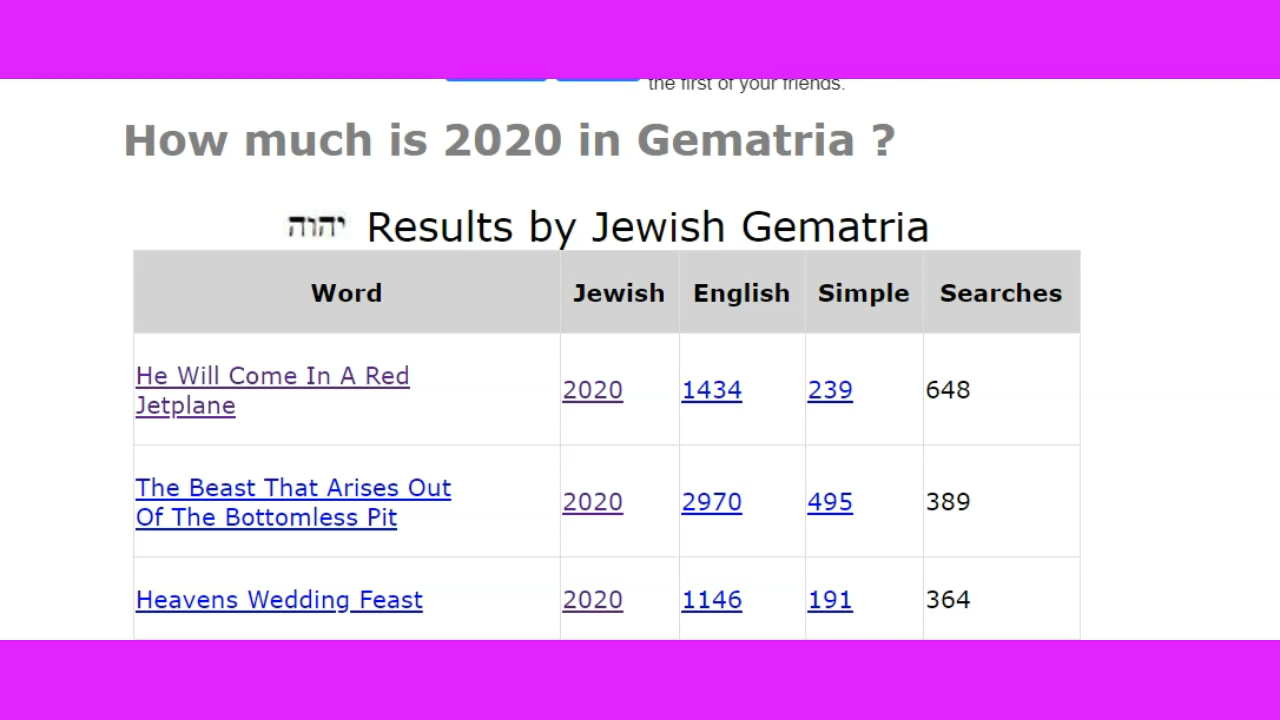 the first of your friends.
How much is 2020 in Gematria ?
יהוה Results by Jewish Gematria
Word Jewish English Simple Searches
He Will Come In A Red
Jetplane 2020 1434 239 648
The Beast That Arises Out
Of The Bottomless Pit 2020 2970 495 389
Heavens Wedding Feast 2020 1146 191 364